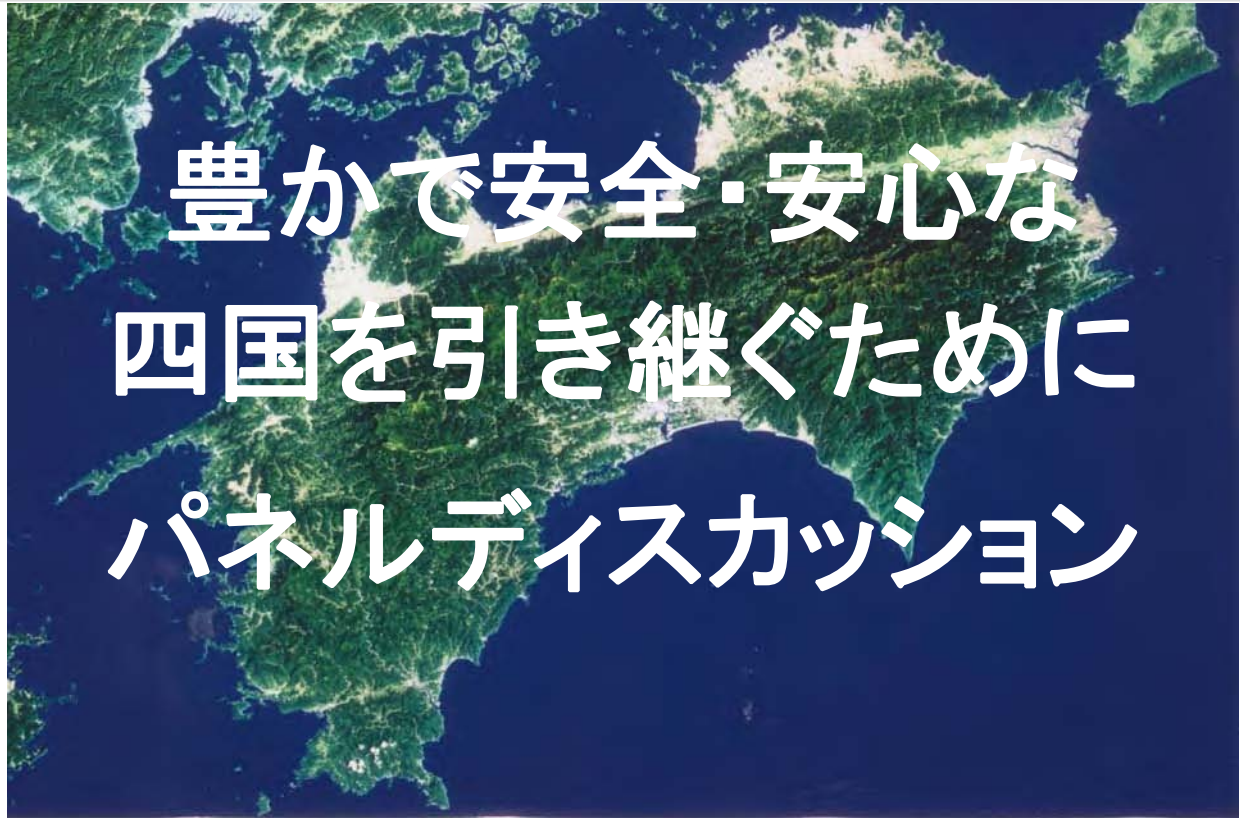 豊かで安全・安心な
四国を引き継ぐために
パネルディスカッション